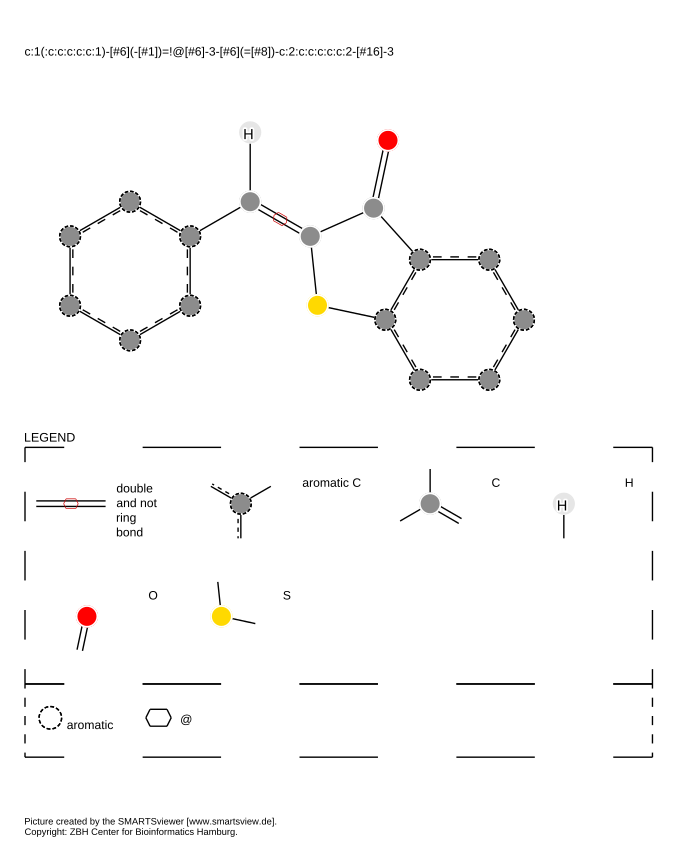 c:1(:c:c:c:c:c:1)-[#6](-[#1])=!@[#6]-3-[#6](=[#8])-c:2:c:c:c:c:c:2-[#16]-3
H
LEGEND
double
and not
ring
bond
aromatic C
C
H
H
O
S
aromatic
@
Picture created by the SMARTSviewer [www.smartsview.de].
Copyright: ZBH Center for Bioinformatics Hamburg.